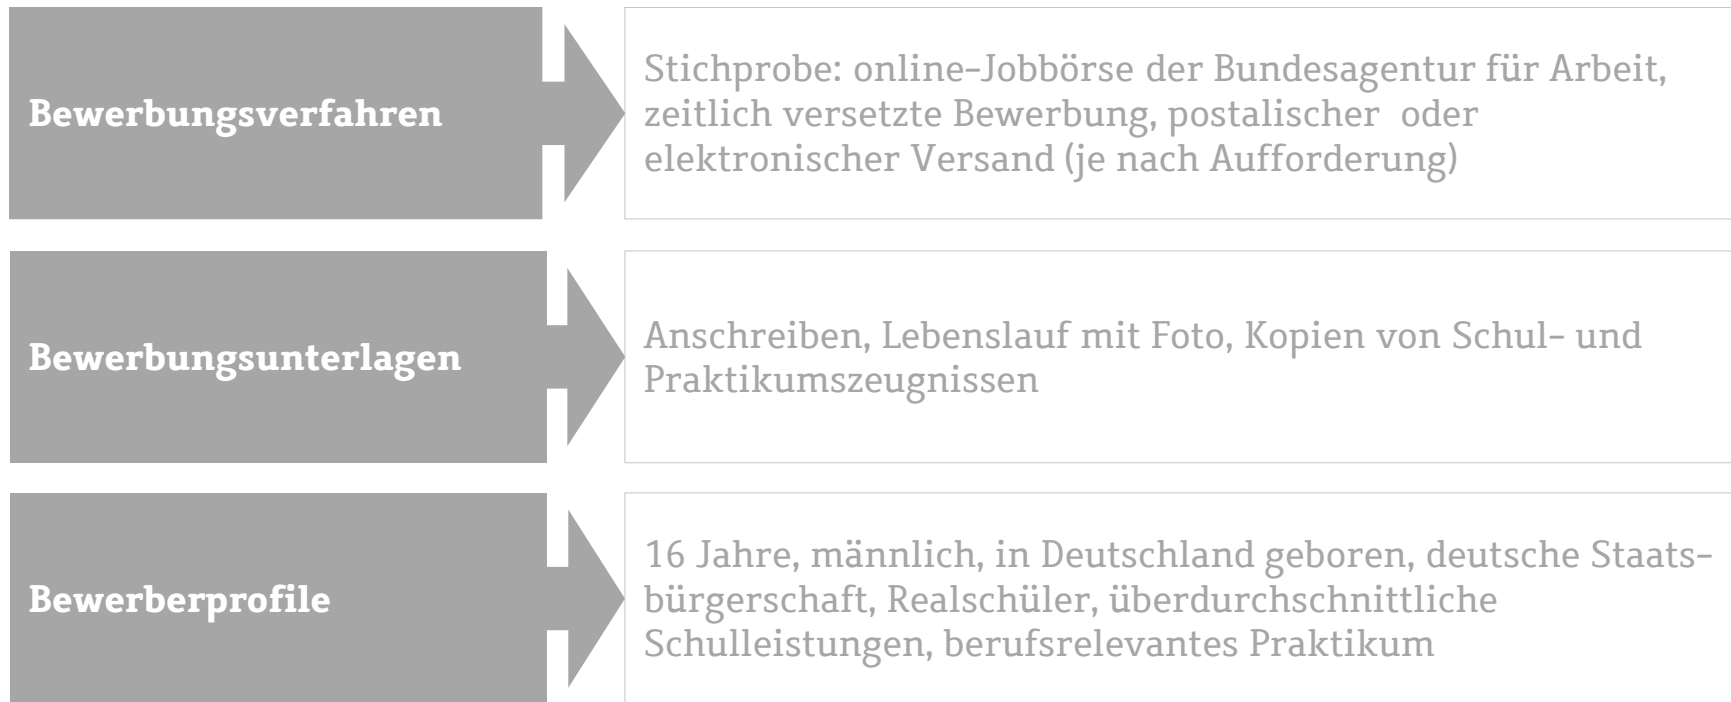 Bewerbungsverfahren
Stichprobe: online-Jobbörse der Bundesagentur für Arbeit,
zeitlich versetzte Bewerbung, postalischer oder
elektronischer Versand (je nach Aufforderung)
Bewerbungsunterlagen
Anschreiben, Lebenslauf mit Foto, Kopien von Schul- und
Praktikumszeugnissen
Bewerberprofile
16 Jahre, männlich, in Deutschland geboren, deutsche Staats-
bürgerschaft, Realschüler, überdurchschnittliche
Schulleistungen, berufsrelevantes Praktikum